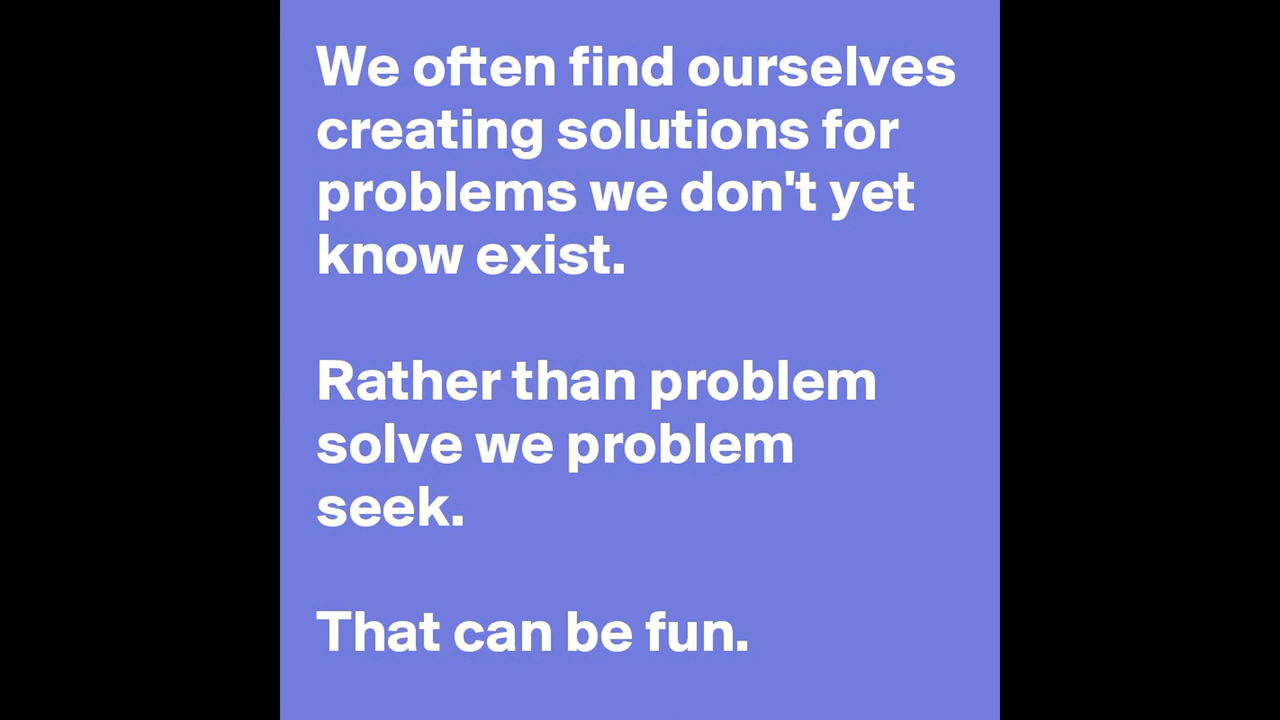 We often find ourselves
creating solutions for
problems we don't yet
know exist.
Rather than problem
solve we problem
seek.
That can be fun.